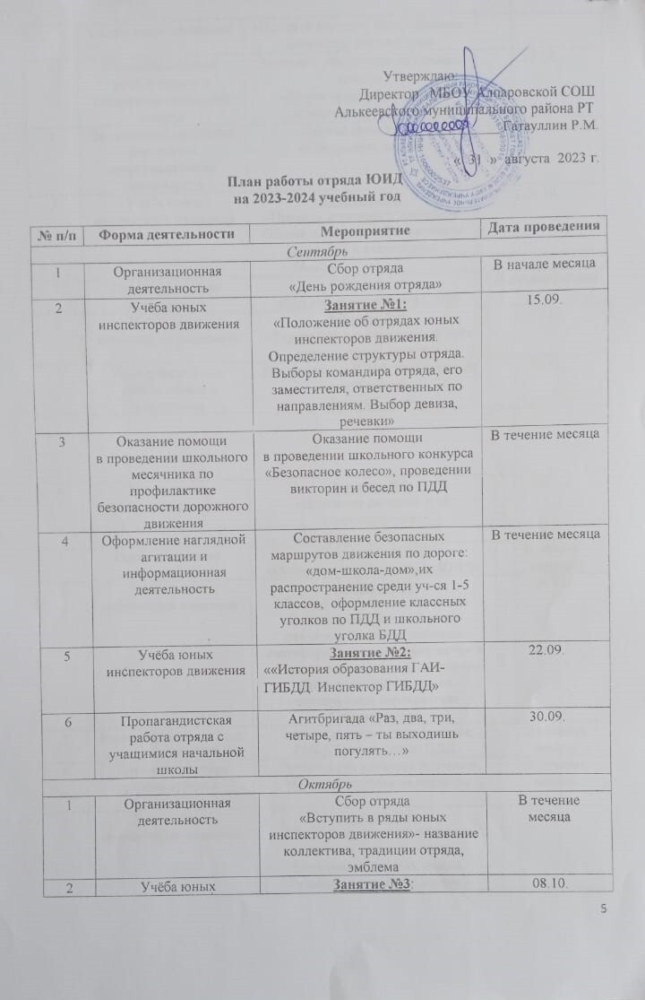 Утверждаю:
Директор МБОУ Алпаровской СОШ
Алькеевского муниципального района РТ
Гатауллин Р.М.
« 31 » августа 2023 г.
План работы отряда ЮИД
на 2023-2024 учебный год
№ п/п Форма деятельности Мероприятие Дата проведения
Сентябрь
1 Организационная Сбор отряда В начале месяца
деятельность «День рождения отряда»
2 Учёба юных Занятие №1: 15.09.
инспекторов движения «Положение об отрядах юных
инспекторов движения.
Определение структуры отряда.
Выборы командира отряда, его
заместителя, ответственных по
направлениям. Выбор девиза,
речевки»
3 Оказание помощи Оказание помощи В течение месяца
в проведении школьного в проведении школьного конкурса
месячника по «Безопасное колесо», проведении
профилактике викторин и бесед по ПДД
безопасности дорожного
движения
4 Оформление наглядной Составление безопасных В течение месяца
агитации и маршрутов движения по дороге:
информационная «дом-школа-дом»,их
деятельность распространение среди уч-ся 1-5
классов, оформление классных
уголков по ПДД и школьного
уголка БДД
5 Учёба юных Занятие №2: 22.09.
инспекторов движения ««История образования ГАИ-
ГИБДД. Инспектор ГИБДД»
6 Пропагандистская Агитбригада «Раз, два, три, 30.09.
работа отряда с четыре, пять – ты выходишь
учащимися начальной погулять…»
школы
Октябрь
1 Организационная Сбор отряда В течение
деятельность «Вступить в ряды юных месяца
инспекторов движения»- название
коллектива, традиции отряда,
эмблема
2 Учёба юных Занятие №3: 08.10.
5